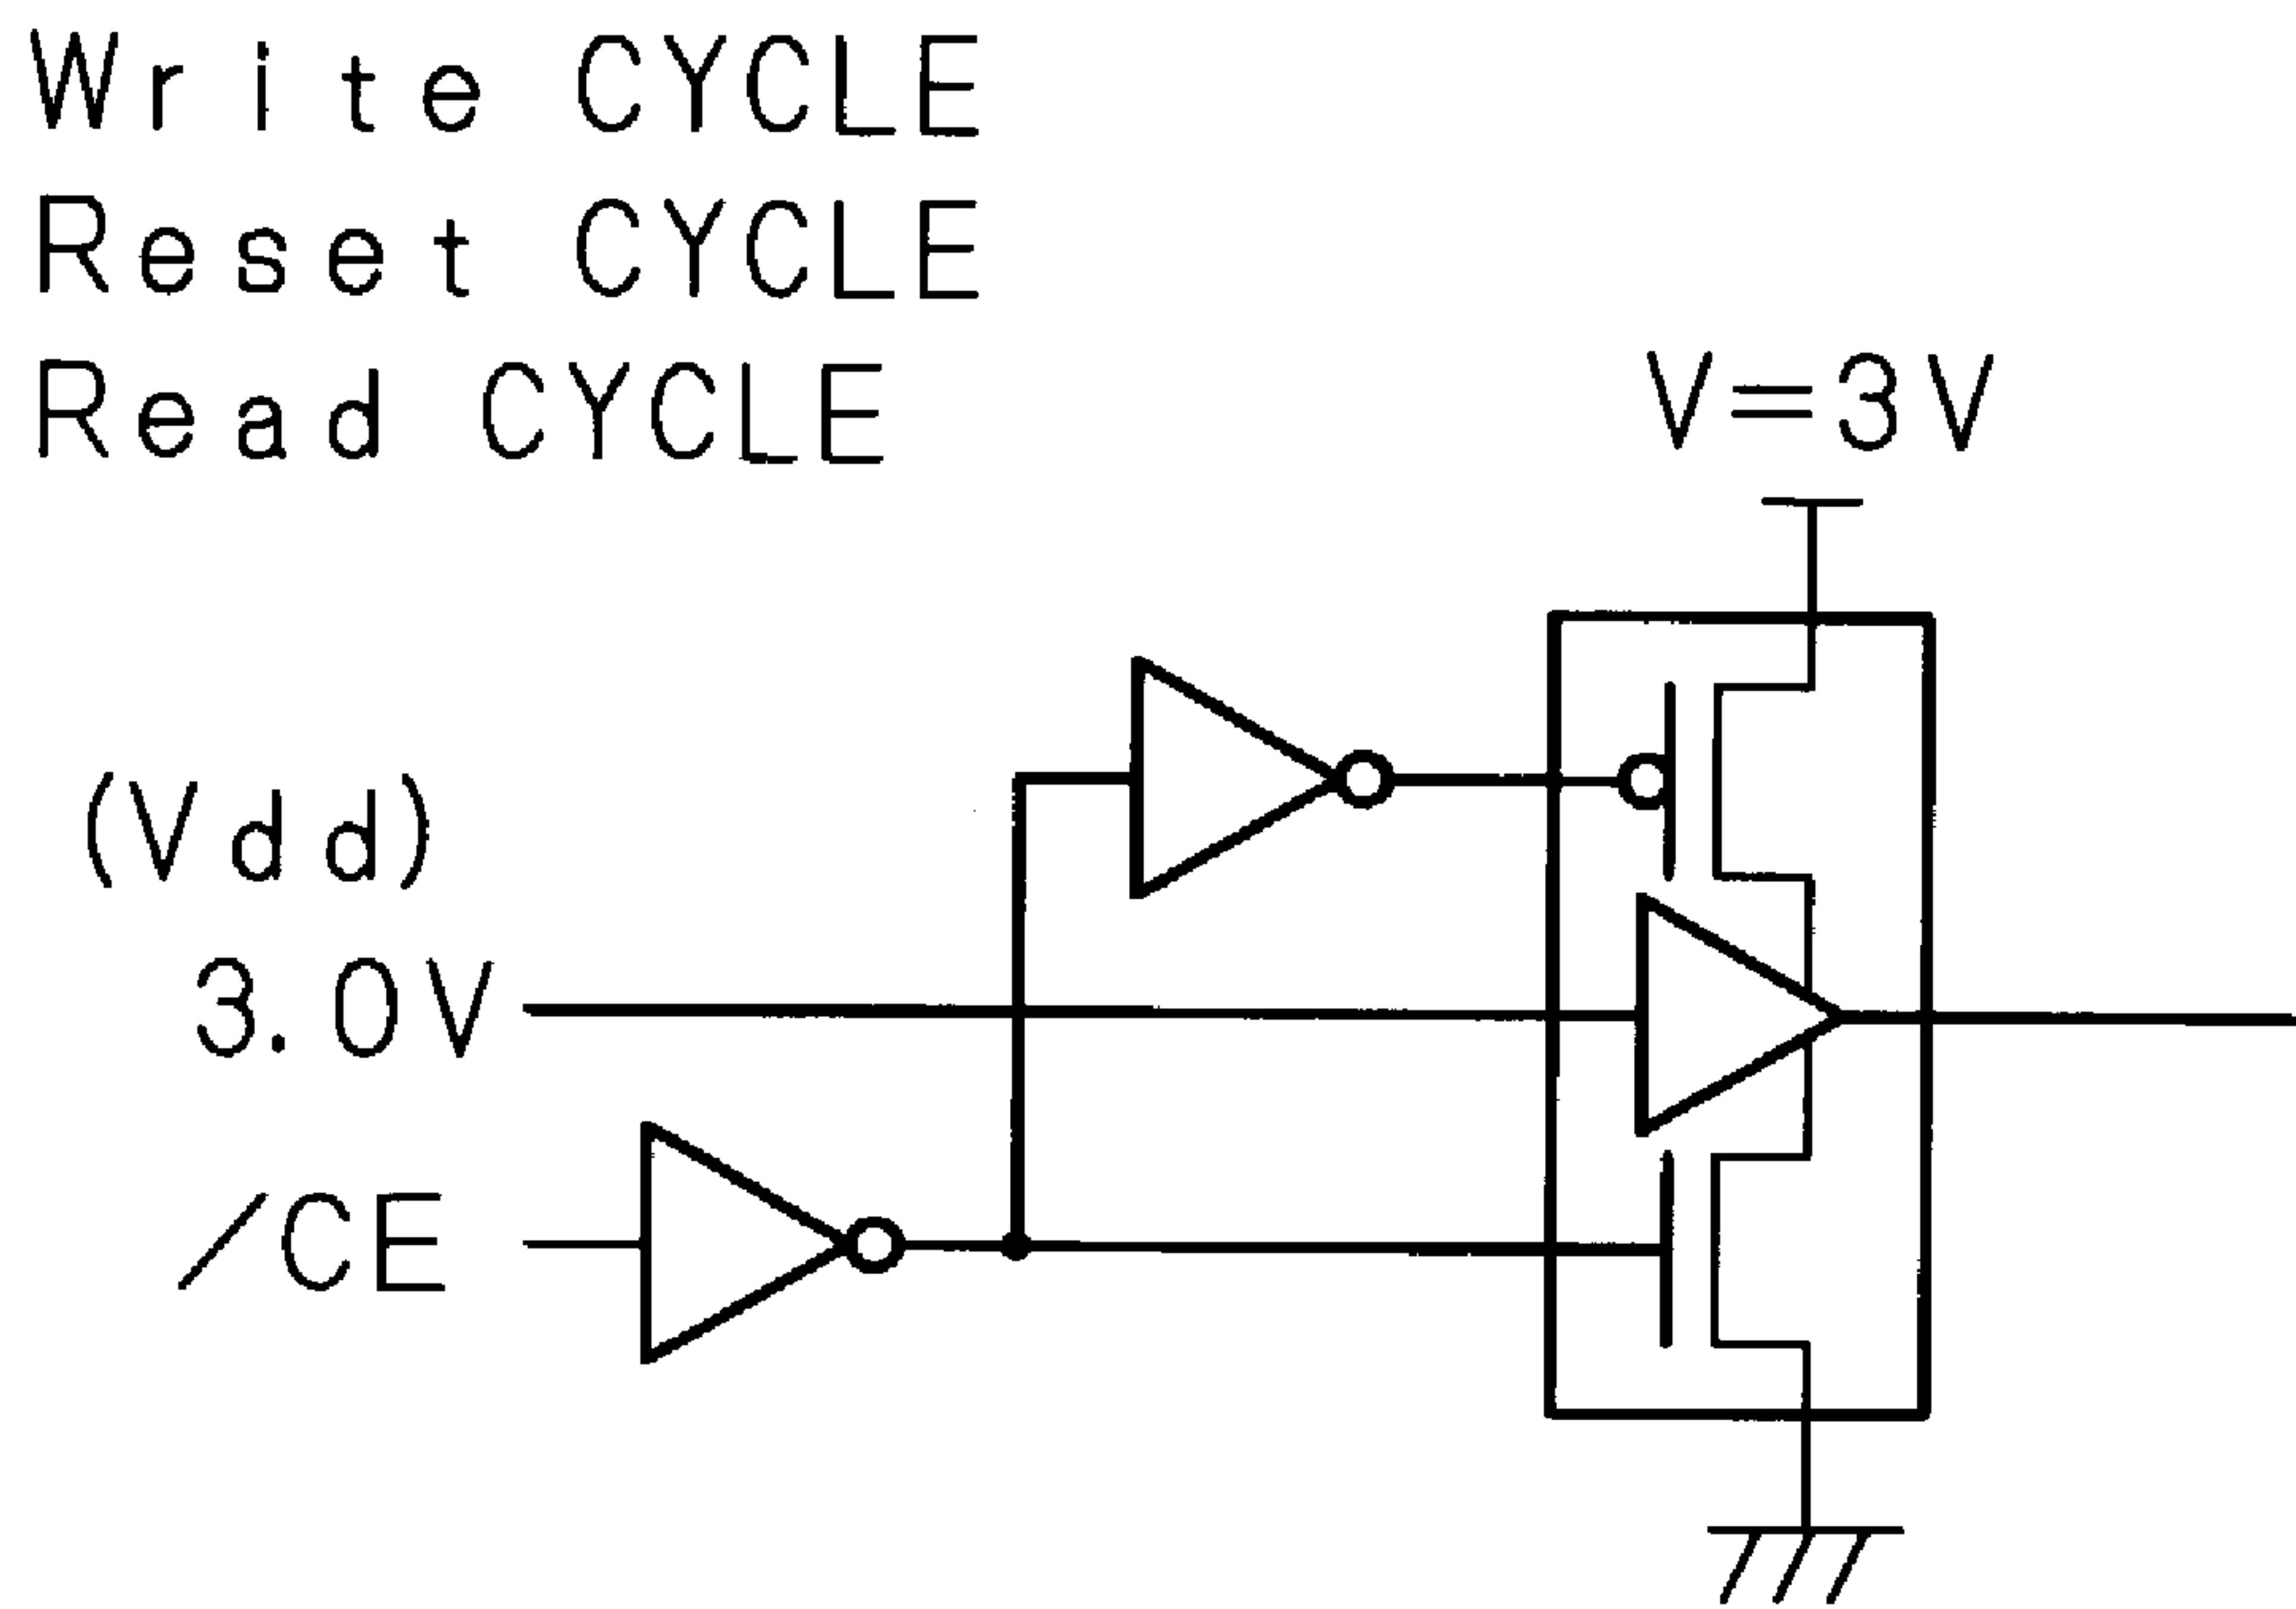 Write CYCLE
Reset CYCLE
Read CYCLE
V=3V
(Vdd)
3.0V
/CE